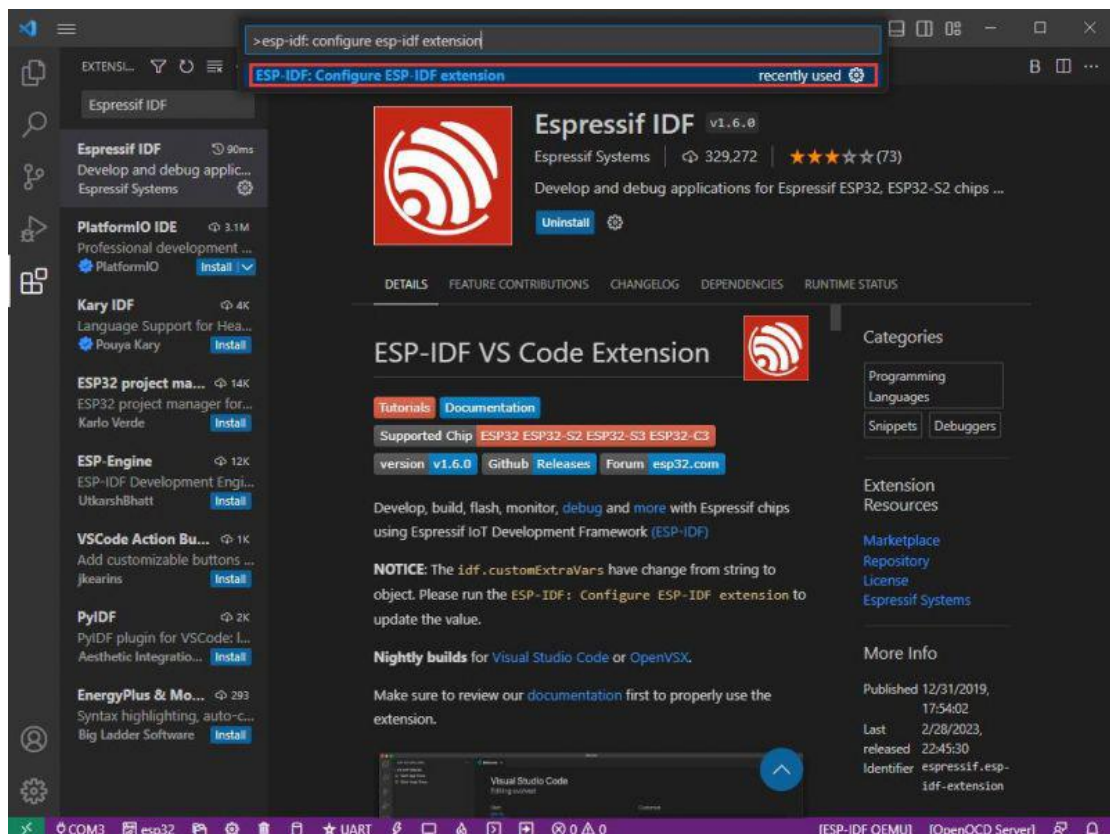 >esp-idf: configure esp-idf extension
ESP-IDF: Configure ESP-IDF extension recently used
EXTENSI...
Espressif IDF
Espressif IDF 90ms
Develop and debug applic...
Espressif Systems
PlatformIO IDE 3.1M
Professional development ...
PlatformIO Install
Kary IDF 4K
Language Support for Hea...
Pouya Kary Install
ESP32 project ma... 14K
ESP32 project manager for...
Karlo Verde Install
ESP-Engine 12K
ESP-IDF Development Engi...
UtkarshBhatt Install
VSCode Action Bu... 1K
Add customizable buttons ...
jkearins Install
PyIDF 2K
PyIDF plugin for VSCode: l...
Aesthetic Integratio... Install
EnergyPlus & Mo... 293
Syntax highlighting, auto-c...
Big Ladder Software Install
Espressif IDF v1.6.0
Espressif Systems 329,272 (73)
Develop and debug applications for Espressif ESP32, ESP32-S2 chips ...
Uninstall
DETAILS FEATURE CONTRIBUTIONS CHANGELOG DEPENDENCIES RUNTIME STATUS
ESP-IDF VS Code Extension
Tutorials Documentation
Supported Chip ESP32 ESP32-S2 ESP32-S3 ESP32-C3
version v1.6.0 Github Releases Forum esp32.com
Develop, build, flash, monitor, debug and more with Espressif chips
using Espressif IoT Development Framework (ESP-IDF)
NOTICE: The idf.customExtraVars have change from string to
object. Please run the ESP-IDF: Configure ESP-IDF extension to
update the value.
Nightly builds for Visual Studio Code or OpenVSX.
Make sure to review our documentation first to properly use the
extension.
Visual Studio Code
Categories
Programming
Languages
Snippets Debuggers
Extension
Resources
Marketplace
Repository
License
Espressif Systems
More Info
Published 12/31/2019,
17:54:02
Last 2/28/2023,
released 22:45:30
Identifier espressif.esp-
idf-extension
COM3 esp32 UART 0 0 [ESP-IDF QEMU] [OpenOCD Server]